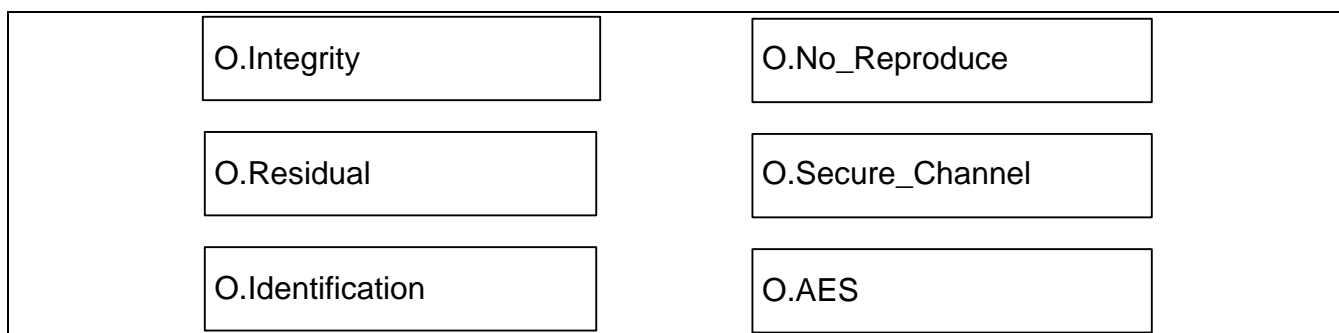 O.Integrity
O.No_Reproduce
O.Residual
O.Secure_Channel
O.Identification
O.AES